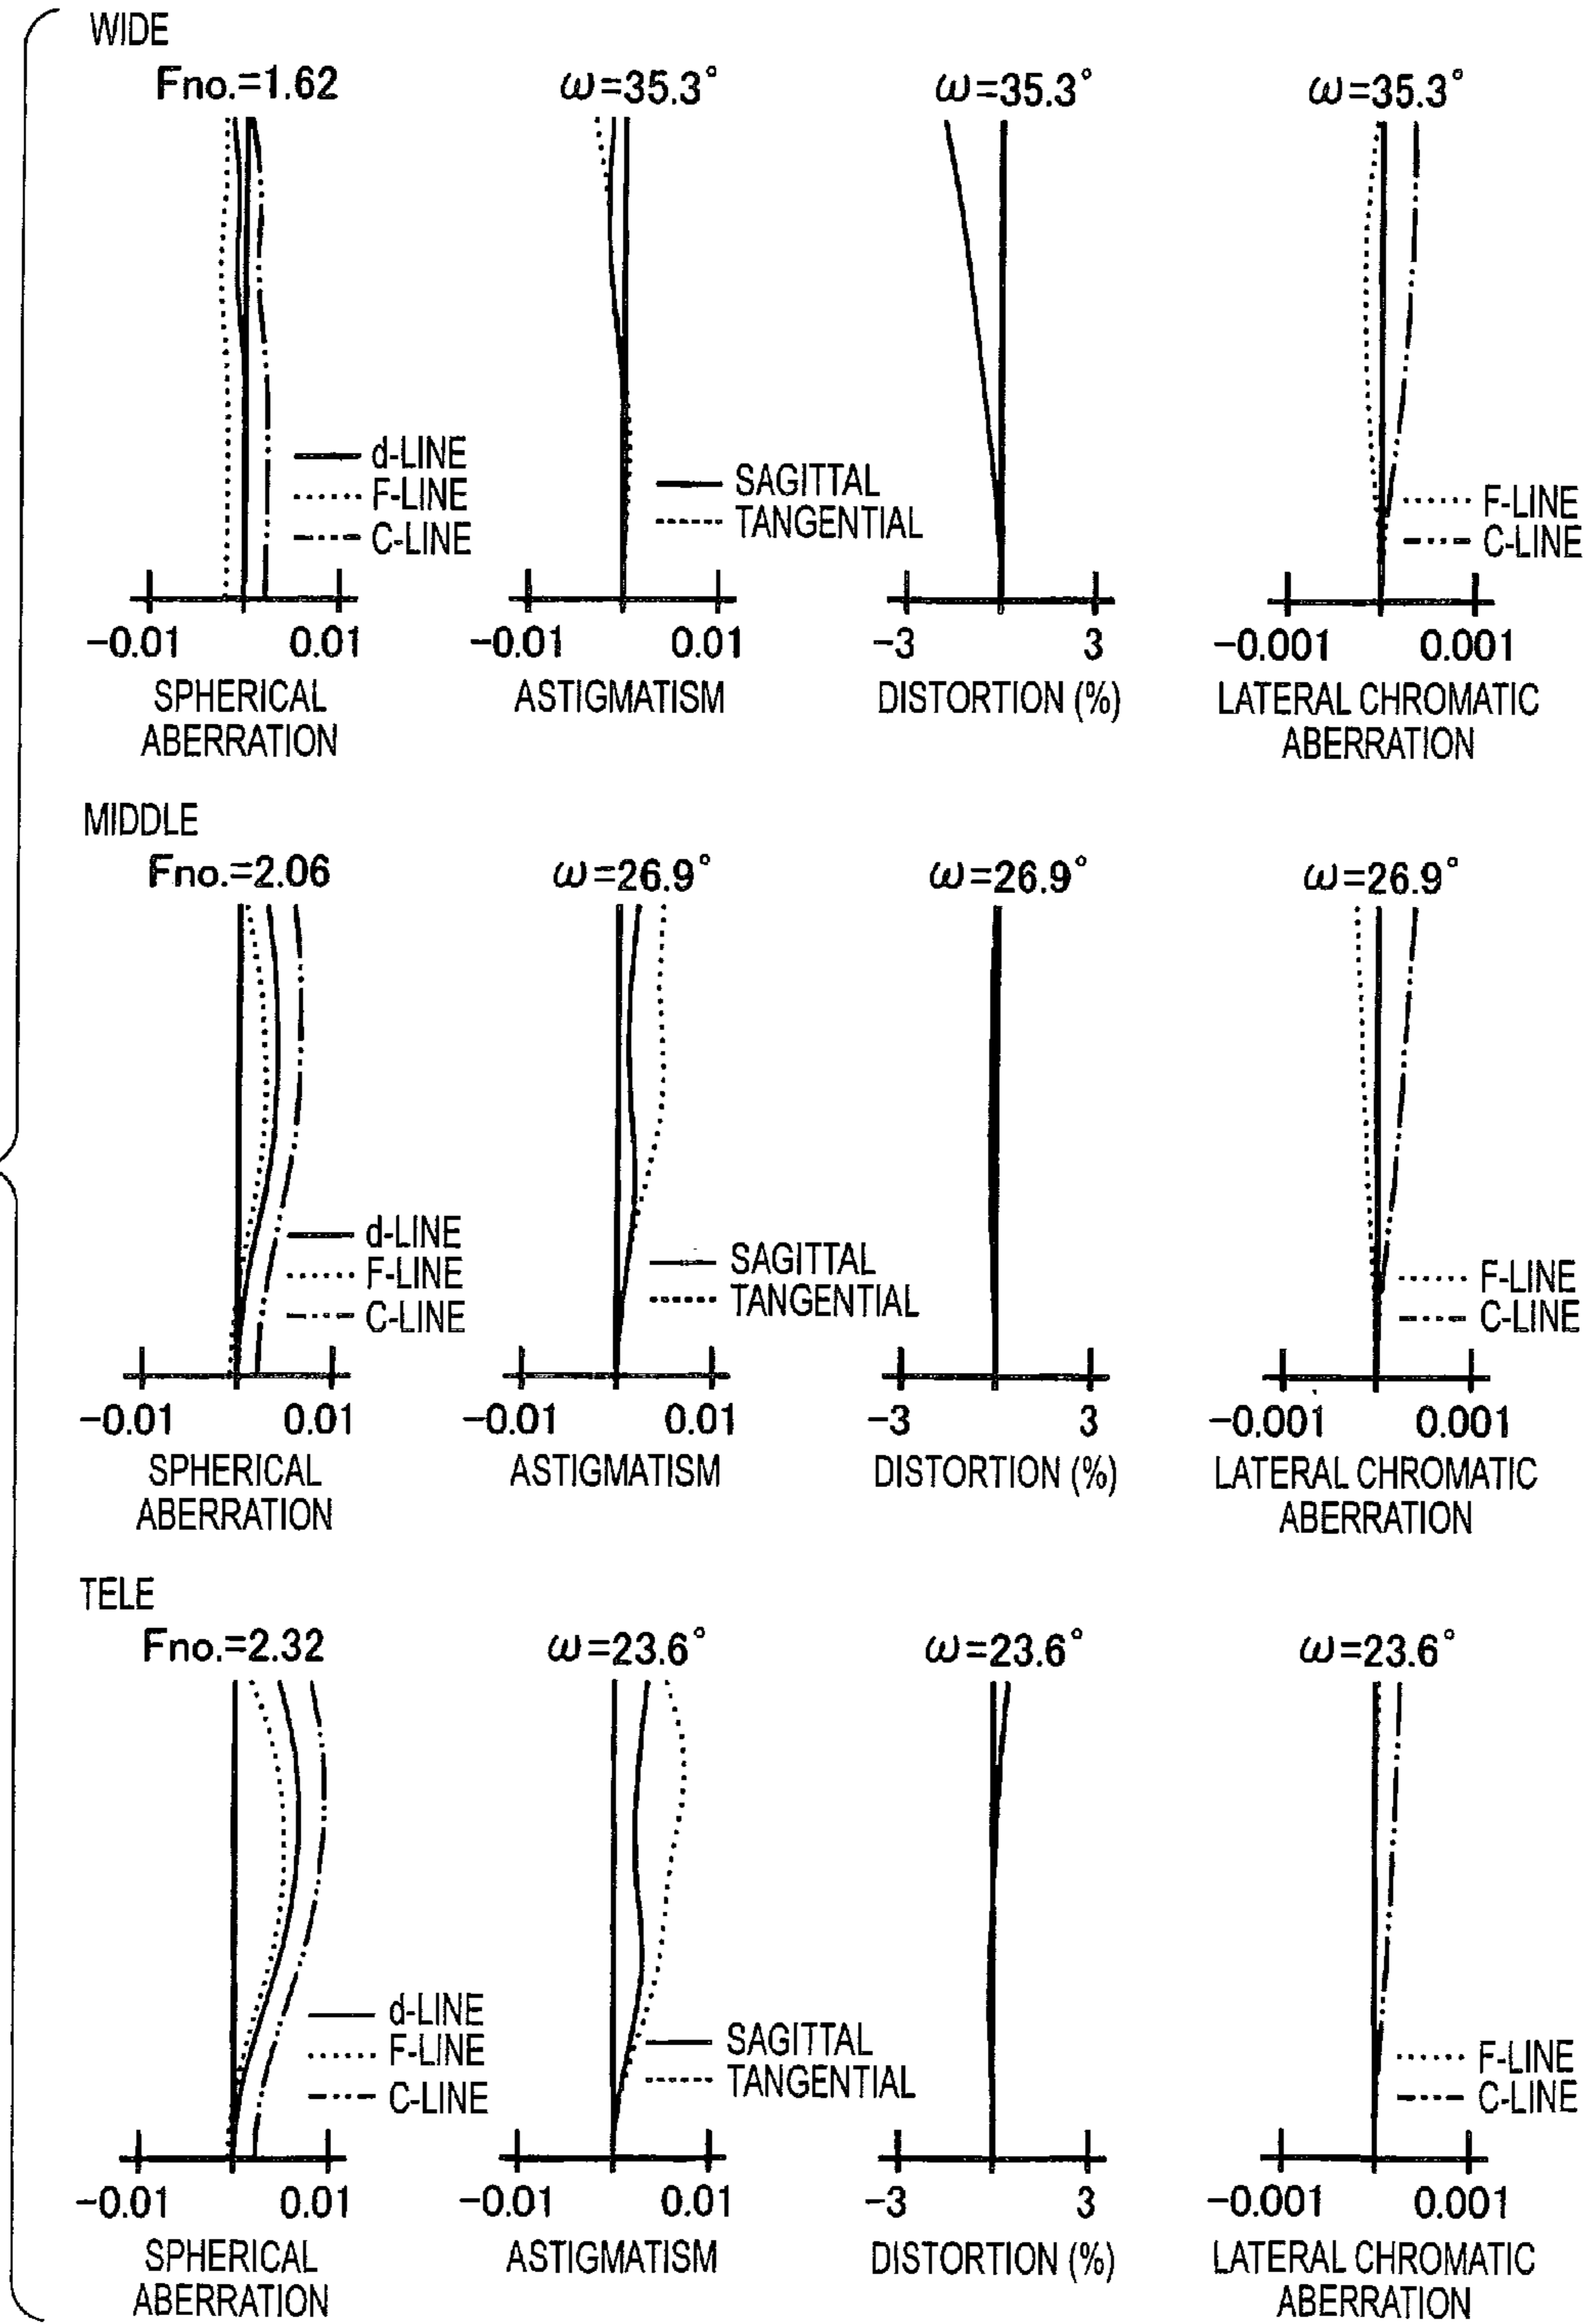 WIDE
Fno.=1.62
ω=35.3°
ω=35.3°
ω=35.3°
d-LINE
F-LINE
C-LINE
SAGITTAL
TANGENTIAL
F-LINE
C-LINE
−0.01 0.01
−0.01 0.01
−3 3
−0.001 0.001
SPHERICAL
ABERRATION
ASTIGMATISM
DISTORTION (%)
LATERAL CHROMATIC
ABERRATION
MIDDLE
Fno.=2.06
ω=26.9°
ω=26.9°
ω=26.9°
d-LINE
F-LINE
C-LINE
SAGITTAL
TANGENTIAL
F-LINE
C-LINE
−0.01 0.01
−0.01 0.01
−3 3
−0.001 0.001
SPHERICAL
ABERRATION
ASTIGMATISM
DISTORTION (%)
LATERAL CHROMATIC
ABERRATION
TELE
Fno.=2.32
ω=23.6°
ω=23.6°
ω=23.6°
d-LINE
F-LINE
C-LINE
SAGITTAL
TANGENTIAL
F-LINE
C-LINE
−0.01 0.01
−0.01 0.01
−3 3
−0.001 0.001
SPHERICAL
ABERRATION
ASTIGMATISM
DISTORTION (%)
LATERAL CHROMATIC
ABERRATION